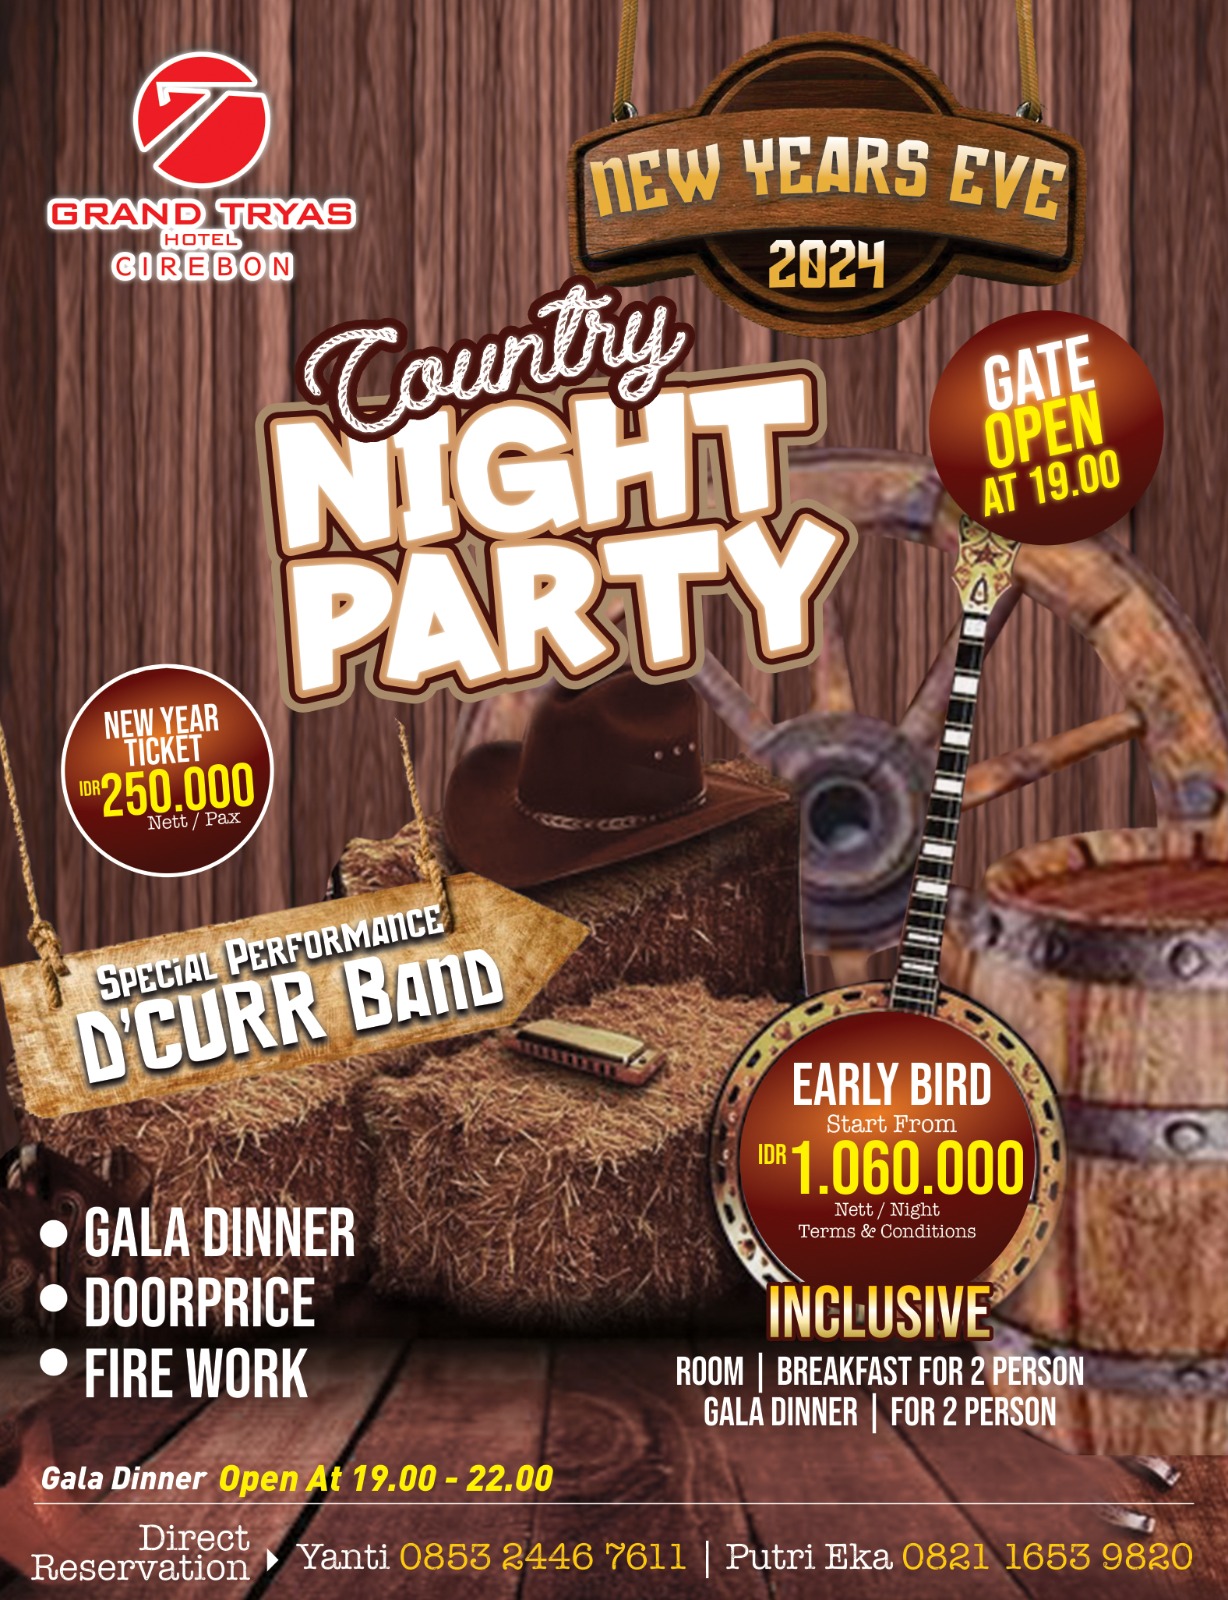 GRAND TRYAS
HOTEL
CIREBON
NEW YEARS EVE
2024
Country
NIGHT
PARTY
GATE
OPEN
AT 19.00
NEW YEAR
TICKET
IDR 250.000
Nett / Pax
SPECIAL PERFORMANCE
D'CURR BAND
EARLY BIRD
Start From
IDR 1.060.000
Nett / Night
Terms & Conditions
INCLUSIVE
ROOM | BREAKFAST FOR 2 PERSON
GALA DINNER | FOR 2 PERSON
● GALA DINNER
● DOORPRICE
● FIRE WORK
Gala Dinner Open At 19.00 - 22.00
Direct
Reservation
Yanti 0853 2446 7611 | Putri Eka 0821 1653 9820